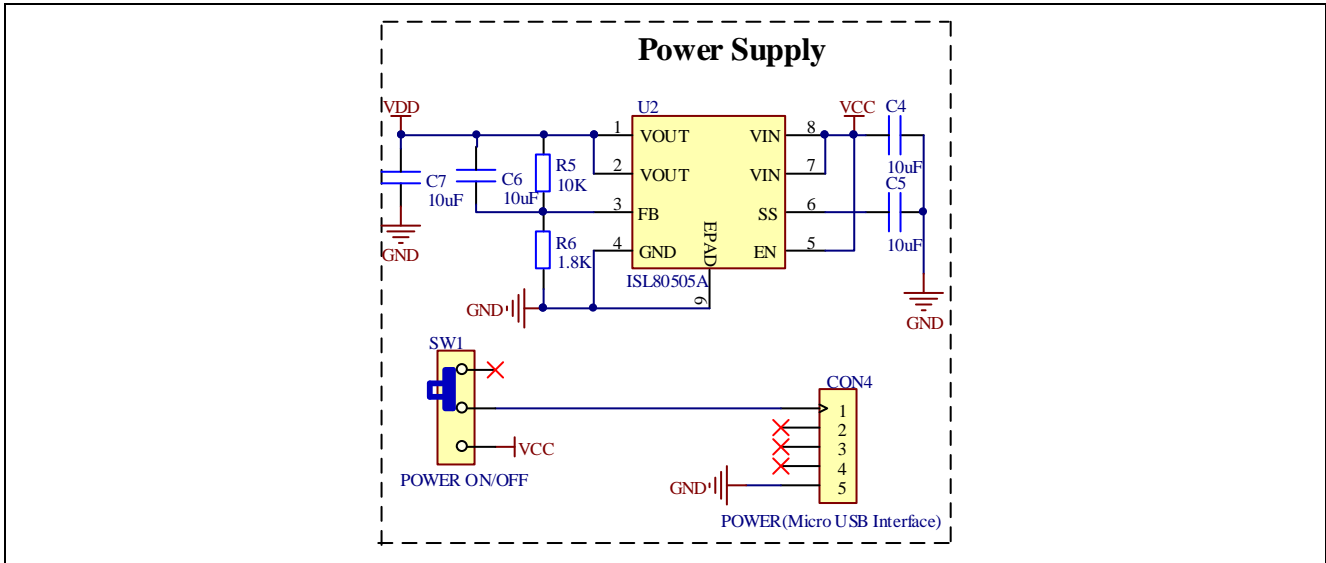 Power Supply
VDD
U2
VCC
C4
1
VOUT
VIN
8
10uF
2
VOUT
VIN
7
C7
10uF
C6
10uF
R5
10K
C5
3
FB
SS
6
10uF
4
GND
EPAD
EN
5
R6
1.8K
GND
ISL80505A
9
GND
GND
SW1
CON4
1
2
3
4
5
VCC
POWER ON/OFF
GND
POWER(Micro USB Interface)